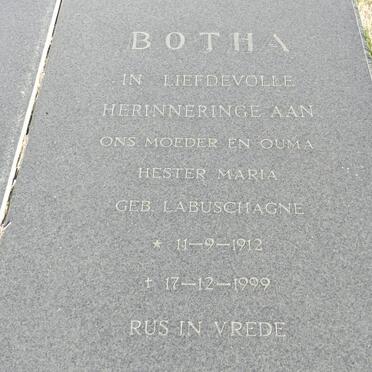 BOTHA
IN LIEFDEVOLLE
HERINNERINGE AAN
ONS MOEDER EN OUMA
HESTER MARIA
GEB. LABUSCHAGNE
* 11-9-1912
† 17-12-1999
RUS IN VREDE